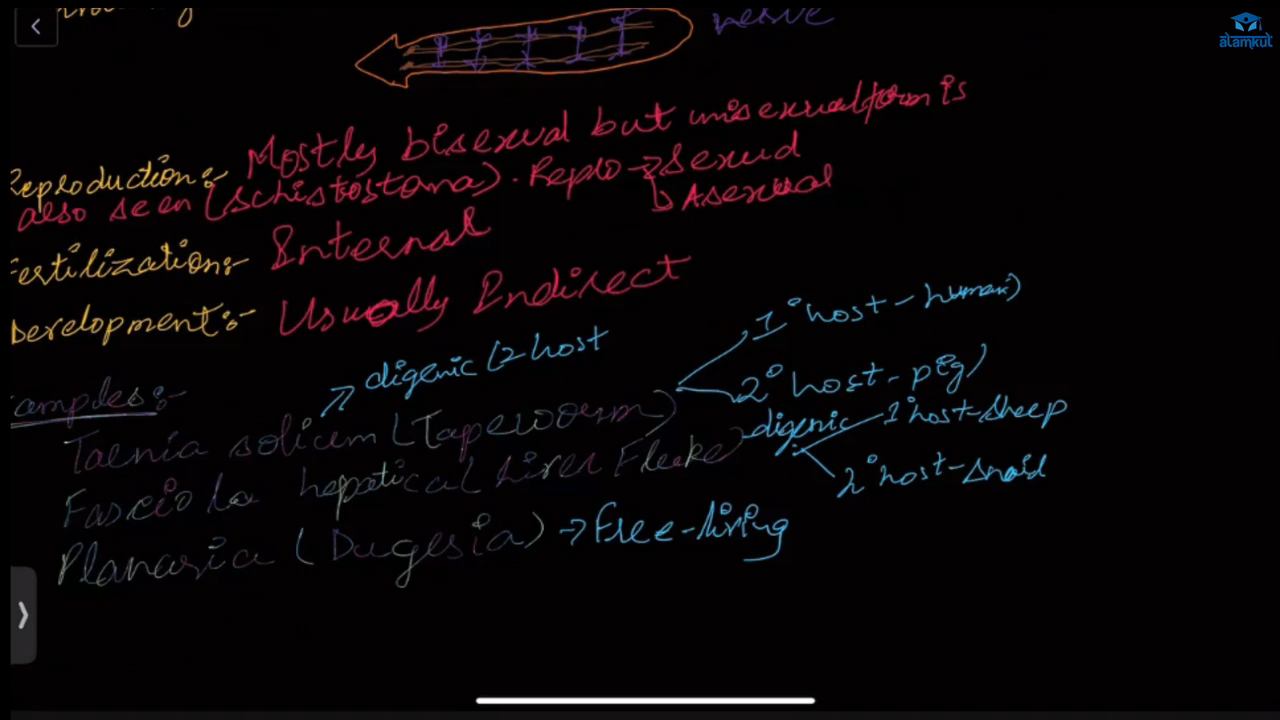 nerve
alamkut
Reproduction:- Mostly bisexual but unisexual form is
also seen (schistostoma). Repro → sexual
↳ Asexual
Fertilization:- Internal
Development:- Usually Indirect
digenic (2 host
1° host - human)
2° host - pig)
Examples:-
Taenia solium (Tapeworm)
digenic 1° host - sheep
Fasciola hepatica (Liver Fluke)
2° host - snail
Planaria (Dugesia) → Free-living